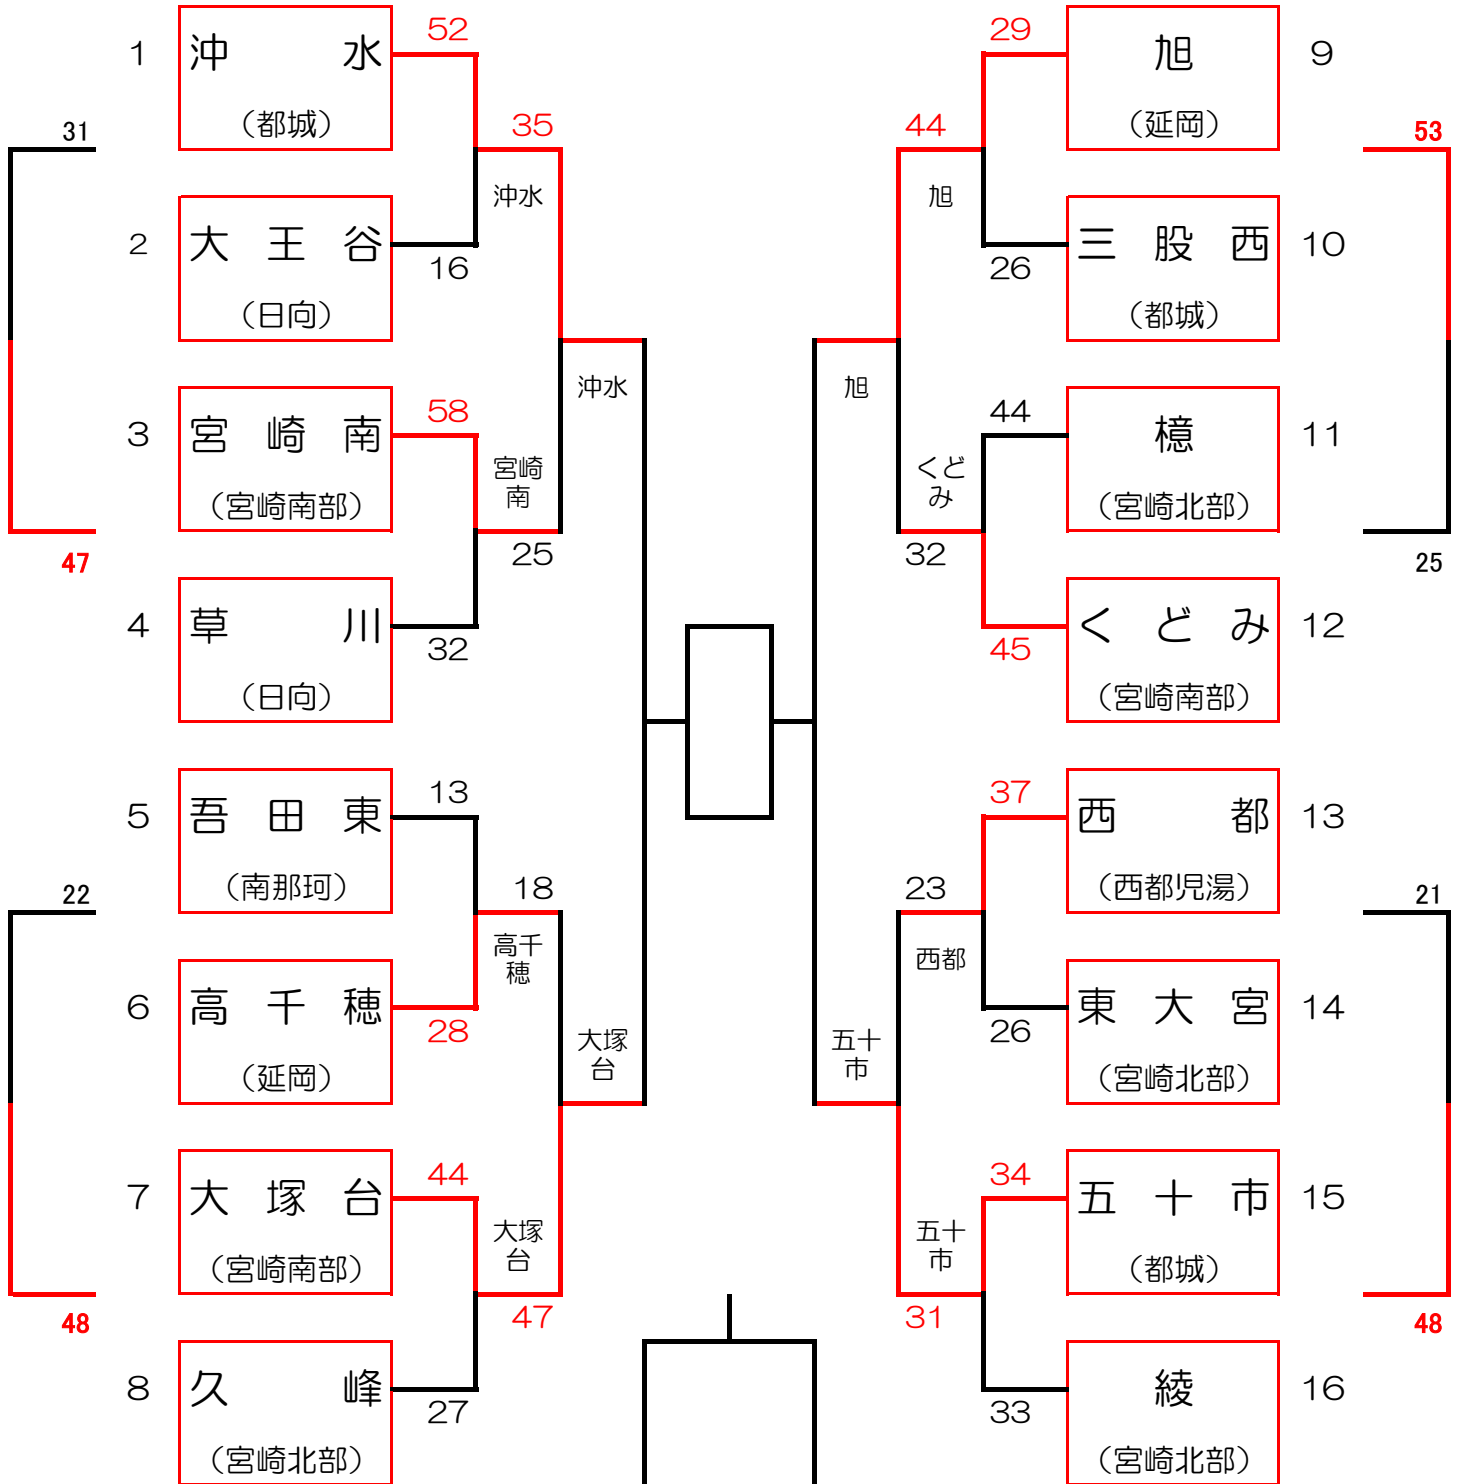 1 沖水 52
(都城)
31
35
沖水
2 大王谷 16
(日向)
沖水
3 宮崎南 58
(宮崎南部)
宮崎
南
25
47
4 草川 32
(日向)
5 吾田東 13
(南那珂)
22
18
高千
穂
6 高千穂 28
(延岡)
大塚
台
7 大塚台 44
(宮崎南部)
大塚
台
47
48
8 久峰 27
(宮崎北部)
29 旭 9
(延岡)
53
44
旭
26 三股西 10
(都城)
旭
44 檍 11
(宮崎北部)
くど
み
32
25
45 くどみ 12
(宮崎南部)
37 西都 13
(西都児湯)
21
23
西都
26 東大宮 14
(宮崎北部)
五十
市
34 五十市 15
(都城)
五十
市
31
48
33 綾 16
(宮崎北部)